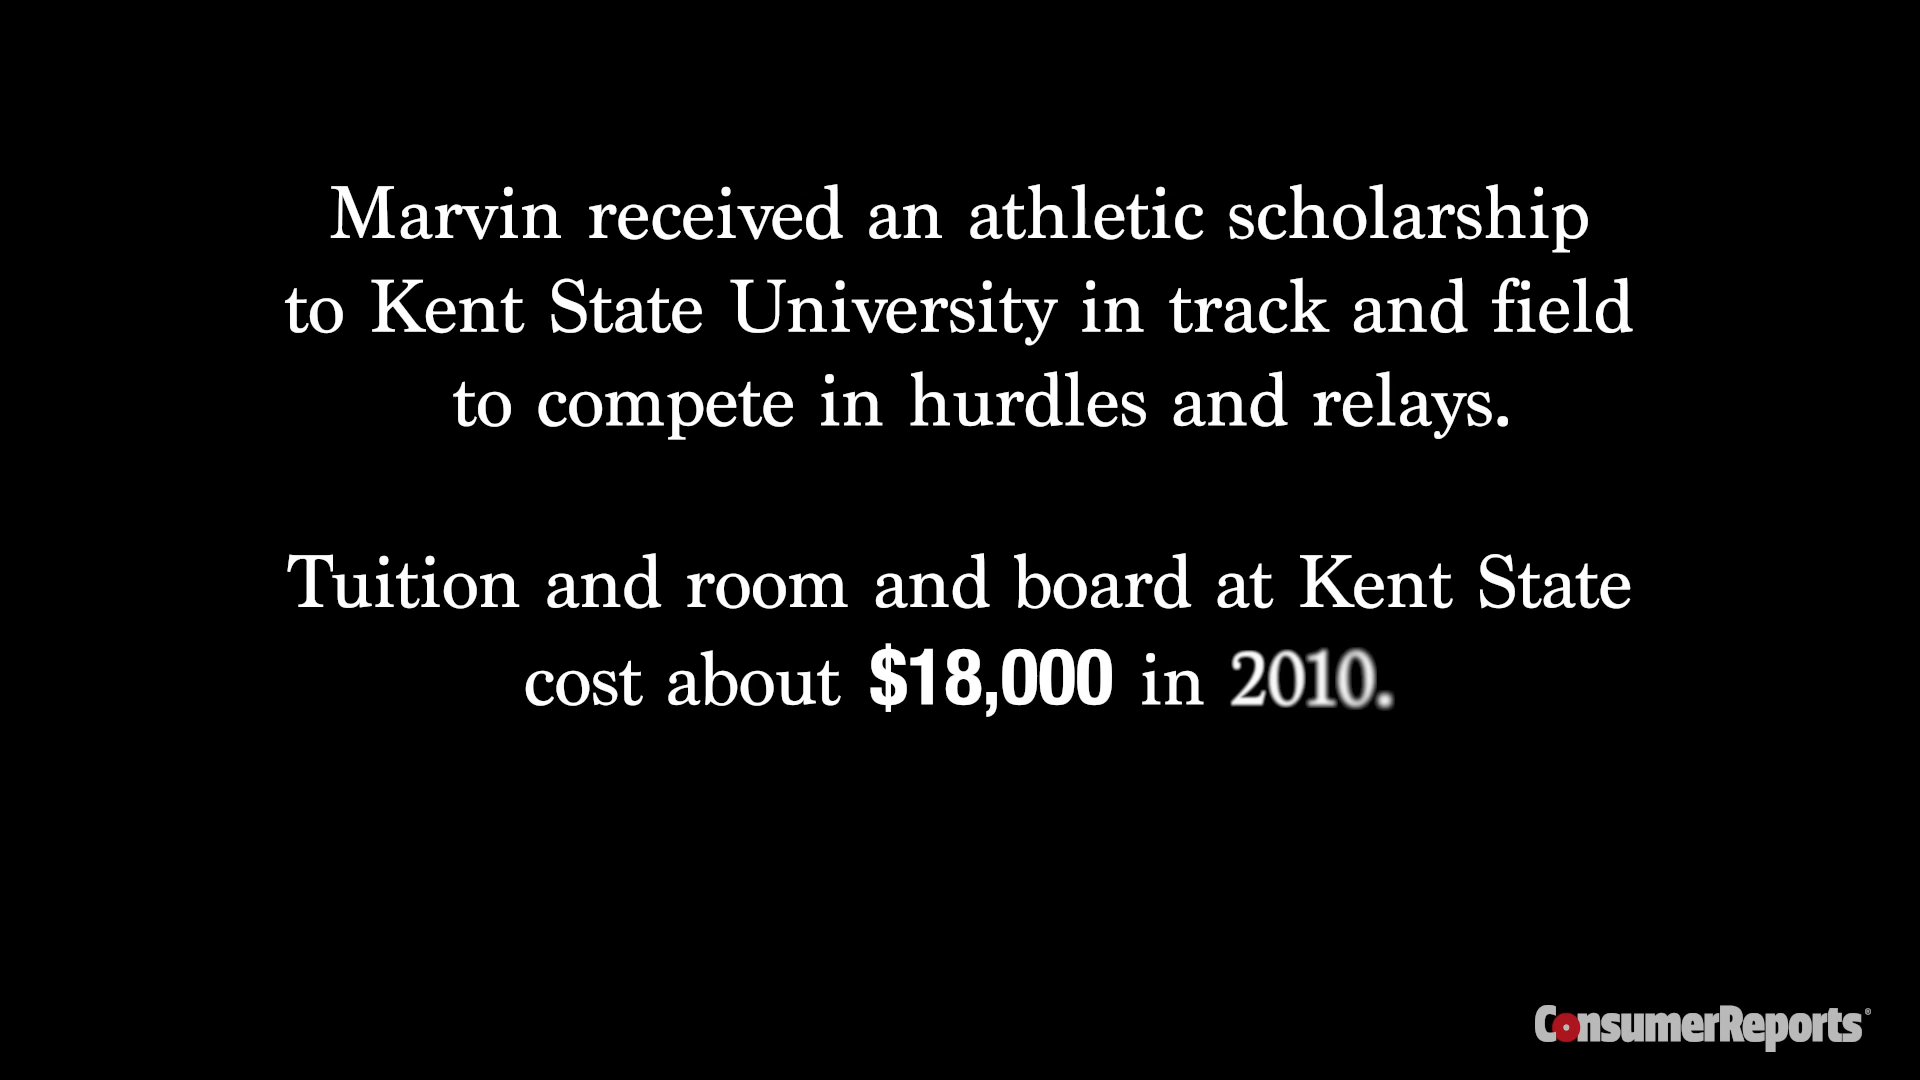 Marvin received an athletic scholarship
to Kent State University in track and field
to compete in hurdles and relays.
Tuition and room and board at Kent State
cost about $18,000 in 2010.
ConsumerReports®